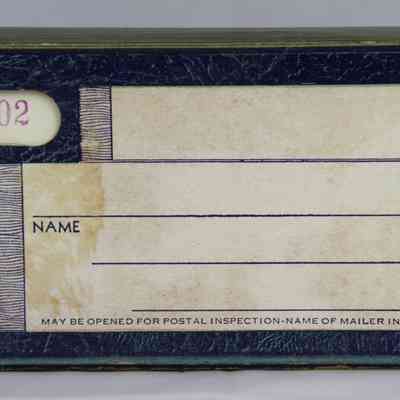 02
NAME
MAY BE OPENED FOR POSTAL INSPECTION-NAME OF MAILER IN